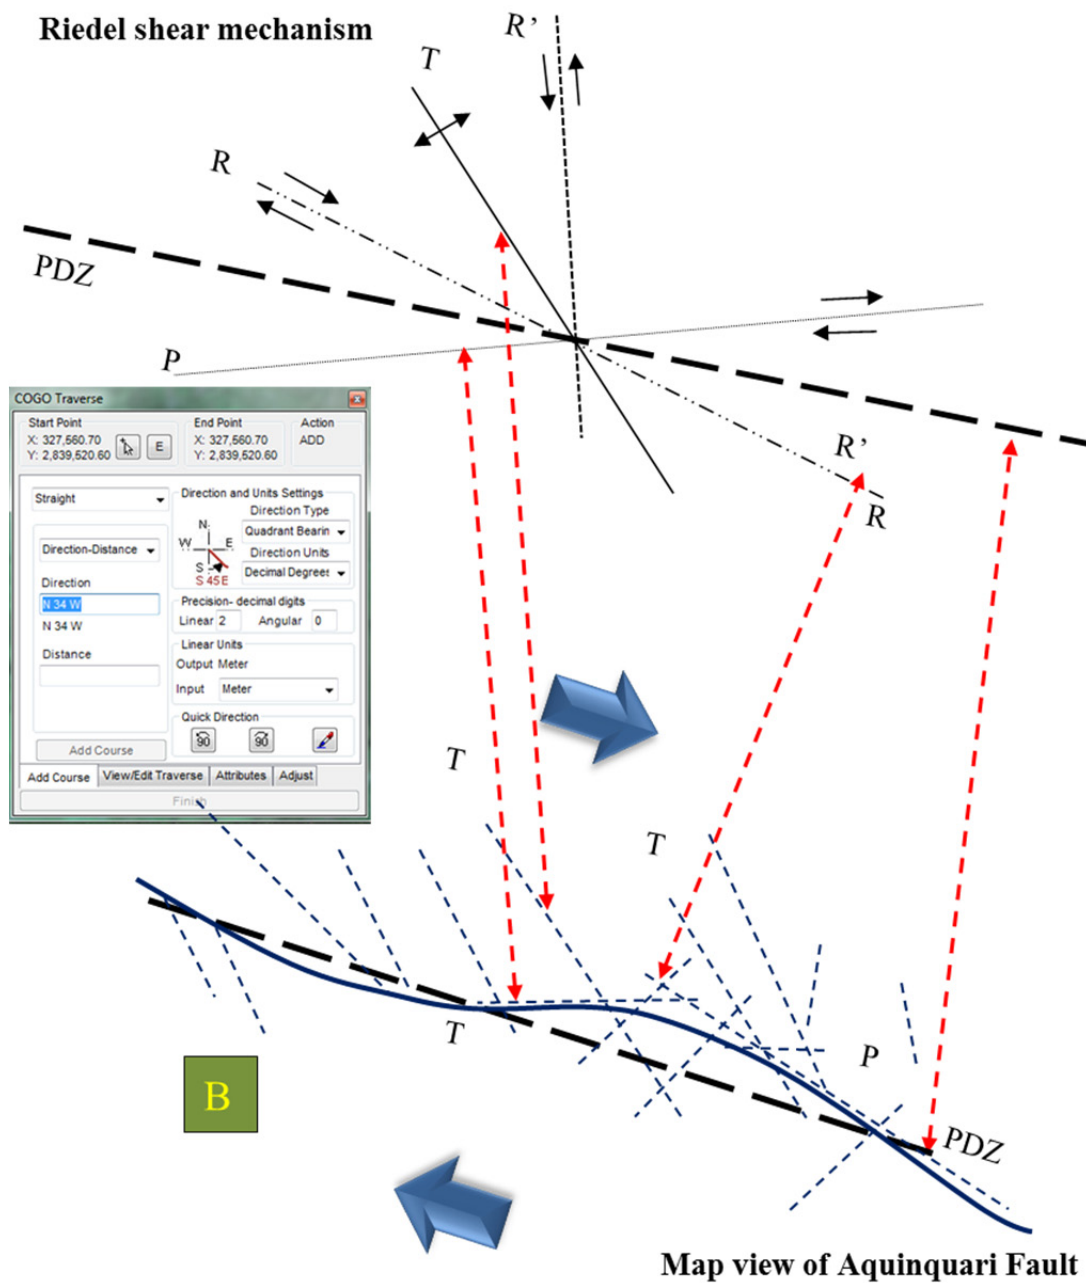 Riedel shear mechanism
R'
T
R
PDZ
P
COGO Traverse
Start Point
X: 327,560.70
Y: 2,839,520.60
E
End Point
X: 327,560.70
Y: 2,839,520.60
Action
ADD
Straight
Direction-Distance
Direction
N 34 W
N 34 W
Distance
Add Course
Direction and Units Settings
Direction Type
N
W E
S
S 45 E
Quadrant Bearin
Direction Units
Decimal Degrees
Precision- decimal digits
Linear 2 Angular 0
Linear Units
Output Meter
Input Meter
Quick Direction
90 90
Add Course View/Edit Traverse Attributes Adjust
Finish
R'
R
T
T
T
P
PDZ
B
Map view of Aquinquari Fault